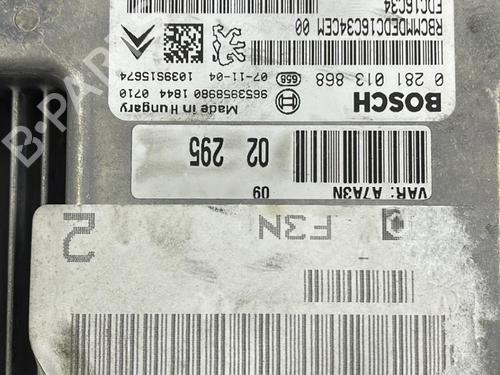 BOSCH
0 281 013 868
RBCMMDEDC16C34CEM 00
EDC16C34
Made in Hungary
9653958980 1844 0710
07-11-04 1039S15674
658
VAR: A7A3N
09
02 295
F3N
2
B-PARTS